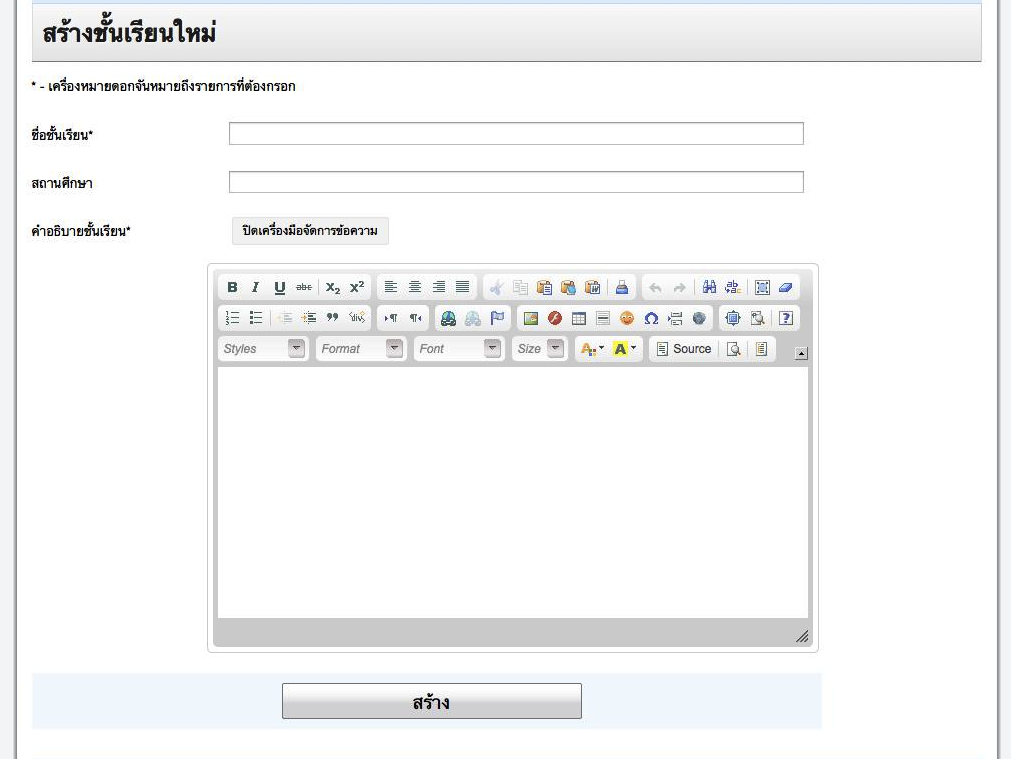 สร้างชั้นเรียนใหม่
* - เครื่องหมายดอกจันหมายถึงรายการที่ต้องกรอก
ชื่อชั้นเรียน*
สถานศึกษา
คำอธิบายชั้นเรียน*
ปิดเครื่องมือจัดการข้อความ
B I U abc X₂ X²
Styles Format Font Size A A Source
สร้าง